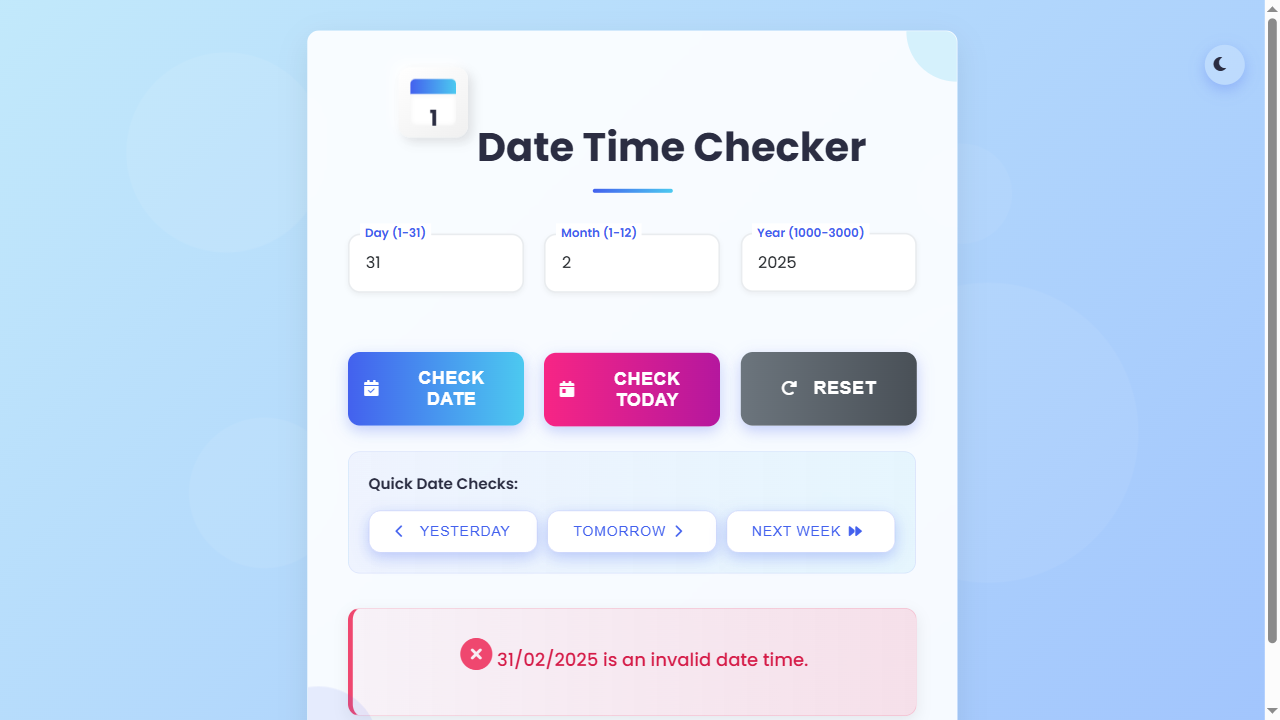 1
Date Time Checker
Day (1-31)
31
Month (1-12)
2
Year (1000-3000)
2025
CHECK
DATE
CHECK
TODAY
RESET
Quick Date Checks:
YESTERDAY
TOMORROW
NEXT WEEK
31/02/2025 is an invalid date time.